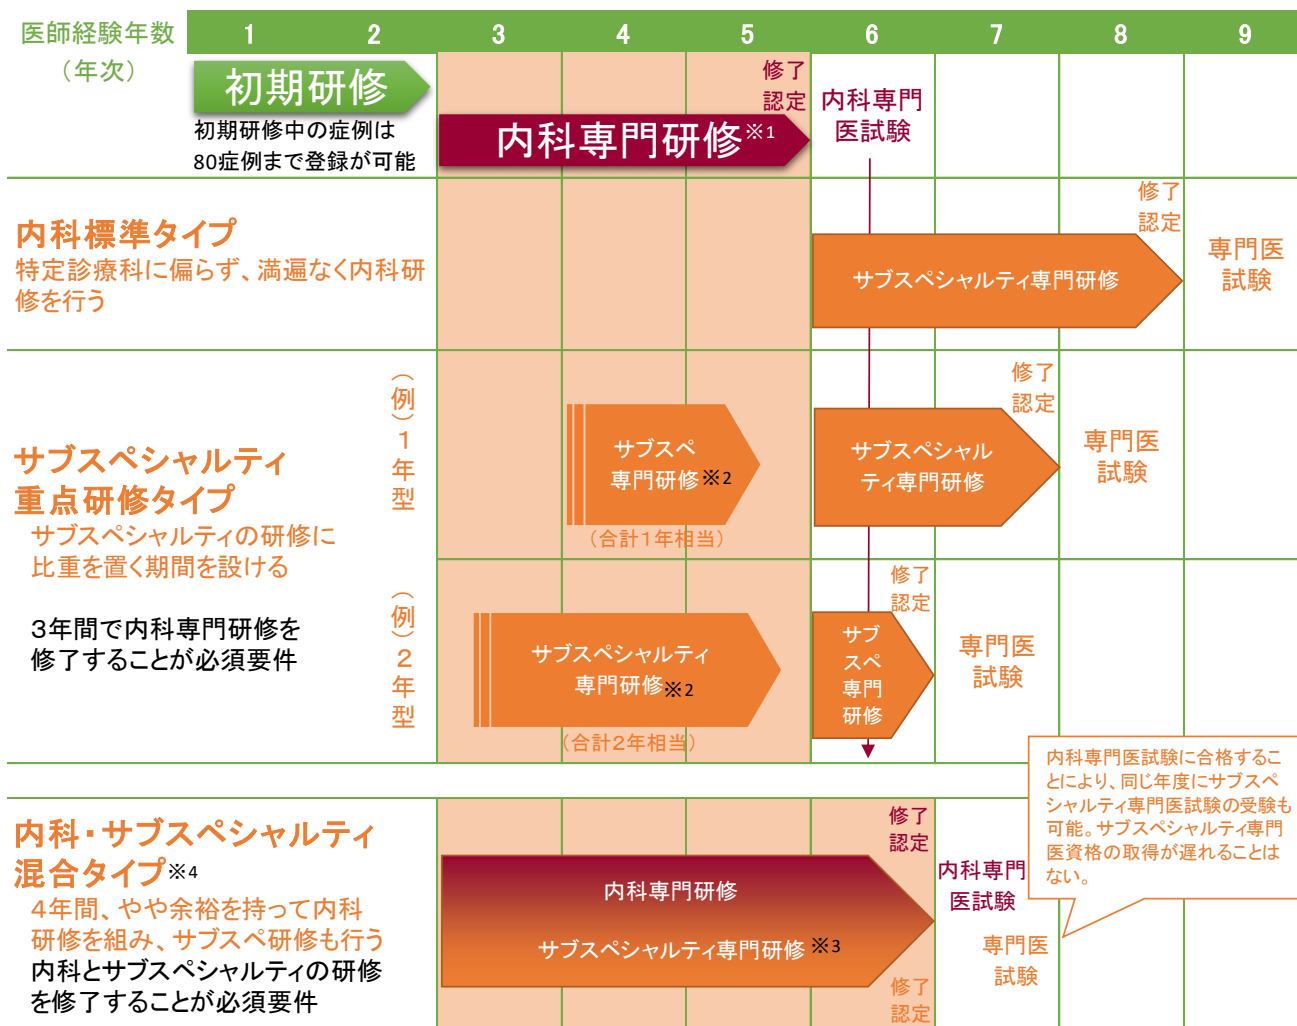 医師経験年数
（年次）
1 2 3 4 5 6 7 8 9
初期研修
初期研修中の症例は
80症例まで登録が可能
修了
認定
内科専門研修※1
内科専門
医試験
内科標準タイプ
特定診療科に偏らず、満遍なく内科研
修を行う
修了
認定
サブスペシャルティ専門研修
専門医
試験
サブスペシャルティ
重点研修タイプ
サブスペシャルティの研修に
比重を置く期間を設ける
3年間で内科専門研修を
修了することが必須要件
（例）1年型
サブスペ
専門研修※2
（合計1年相当）
修了
認定
サブスペシャル
ティ専門研修
専門医
試験
（例）2年型
サブスペシャルティ
専門研修※2
（合計2年相当）
修了
認定
サブ
スペ
専門
研修
専門医
試験
内科専門医試験に合格するこ
とにより、同じ年度にサブスペ
シャルティ専門医試験の受験も
可能。サブスペシャルティ専門
医資格の取得が遅れることは
ない。
内科・サブスペシャルティ
混合タイプ※4
4年間、やや余裕を持って内科
研修を組み、サブスペ研修も行う
内科とサブスペシャルティの研修
を修了することが必須要件
修了
認定
内科専門研修
サブスペシャルティ専門研修※3
修了
認定
内科専門
医試験
専門医
試験